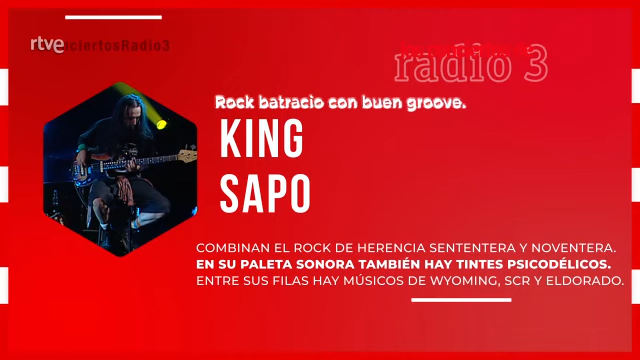 rtve
ciertosRadio3
radio 3
Rock batracio con buen groove.
KING
SAPO
COMBINAN EL ROCK DE HERENCIA SENTENTERA Y NOVENTERA.
EN SU PALETA SONORA TAMBIÉN HAY TINTES PSICODÉLICOS.
ENTRE SUS FILAS HAY MÚSICOS DE WYOMING, SCR Y ELDORADO.